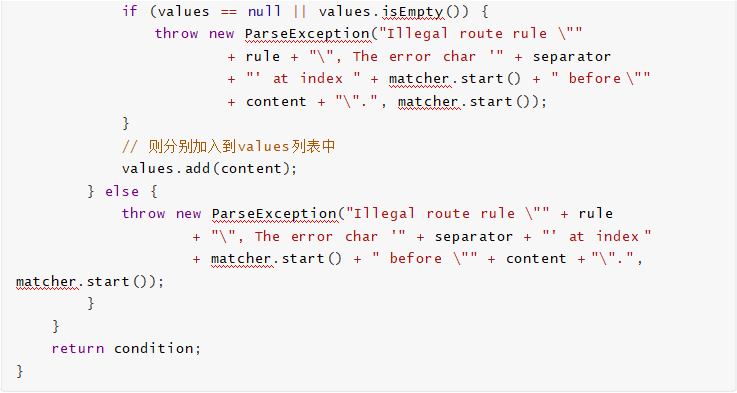 if (values == null || values.isEmpty()) {
throw new ParseException("Illegal route rule \""
+ rule + "\", The error char '" + separator
+ "' at index " + matcher.start() + " before \""
+ content + "\".", matcher.start());
}
// 则分别加入到values列表中
values.add(content);
} else {
throw new ParseException("Illegal route rule \"" + rule
+ "\", The error char '" + separator + "' at index "
+ matcher.start() + " before \"" + content + "\".",
matcher.start());
}
}
return condition;
}